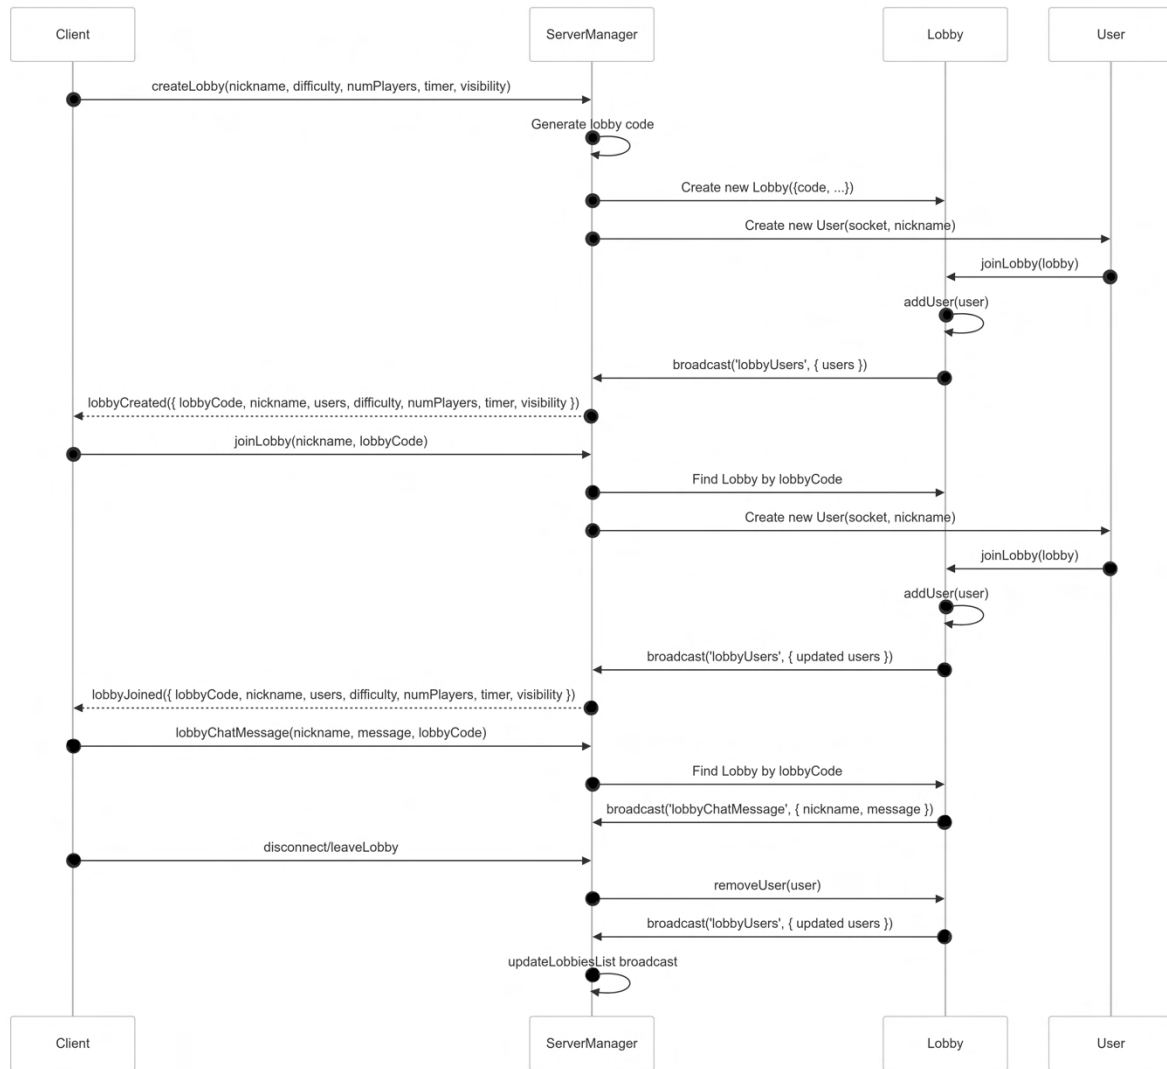 Client
ServerManager
Lobby
User
createLobby(nickname, difficulty, numPlayers, timer, visibility)
Generate lobby code
Create new Lobby({code, ...})
Create new User(socket, nickname)
joinLobby(lobby)
addUser(user)
broadcast('lobbyUsers', { users })
lobbyCreated({ lobbyCode, nickname, users, difficulty, numPlayers, timer, visibility })
joinLobby(nickname, lobbyCode)
Find Lobby by lobbyCode
Create new User(socket, nickname)
joinLobby(lobby)
addUser(user)
broadcast('lobbyUsers', { updated users })
lobbyJoined({ lobbyCode, nickname, users, difficulty, numPlayers, timer, visibility })
lobbyChatMessage(nickname, message, lobbyCode)
Find Lobby by lobbyCode
broadcast('lobbyChatMessage', { nickname, message })
disconnect/leaveLobby
removeUser(user)
broadcast('lobbyUsers', { updated users })
updateLobbiesList broadcast
Client
ServerManager
Lobby
User